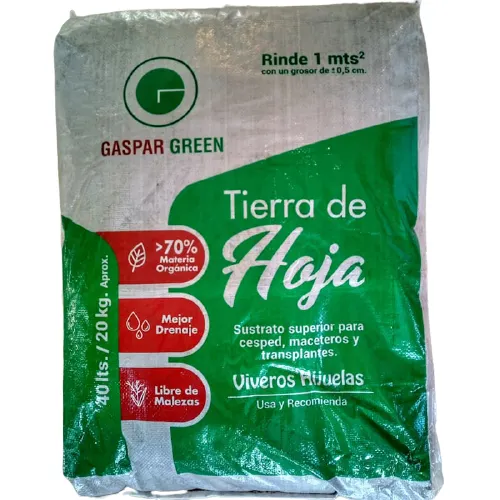 Rinde 1 mts²
con un grosor de ±0,5 cm.
GASPAR GREEN
Tierra de
Hoja
>70%
Materia
Orgánica
Mejor
Drenaje
Libre de
Malezas
40 lts. / 20 kg. Aprox.
Sustrato superior para
cesped, maceteros y
transplantes.
Viveros Hijuelas
Usa y Recomienda